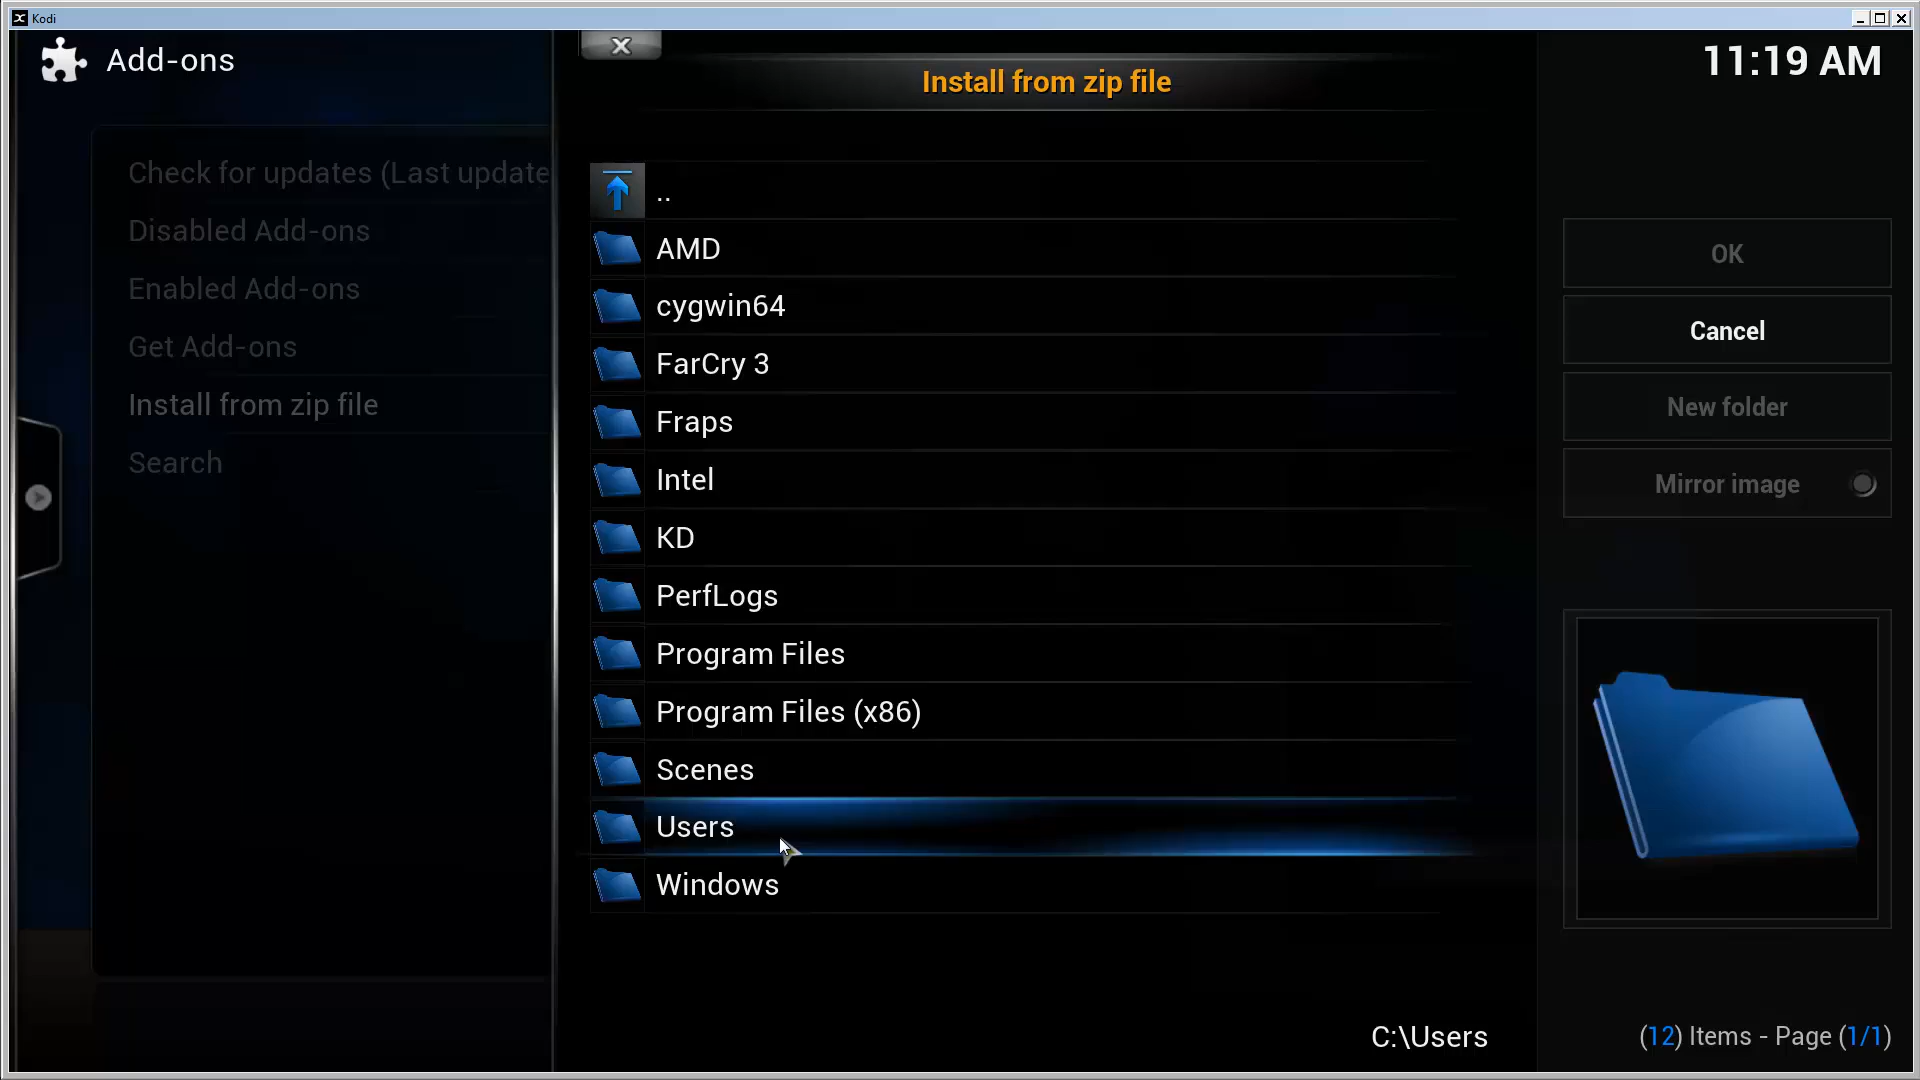 Kodi
Add-ons
Check for updates (Last update
Disabled Add-ons
Enabled Add-ons
Get Add-ons
Install from zip file
Search
Install from zip file
..
AMD
cygwin64
FarCry 3
Fraps
Intel
KD
PerfLogs
Program Files
Program Files (x86)
Scenes
Users
Windows
C:\Users
11:19 AM
OK
Cancel
New folder
Mirror image
(12) Items - Page (1/1)